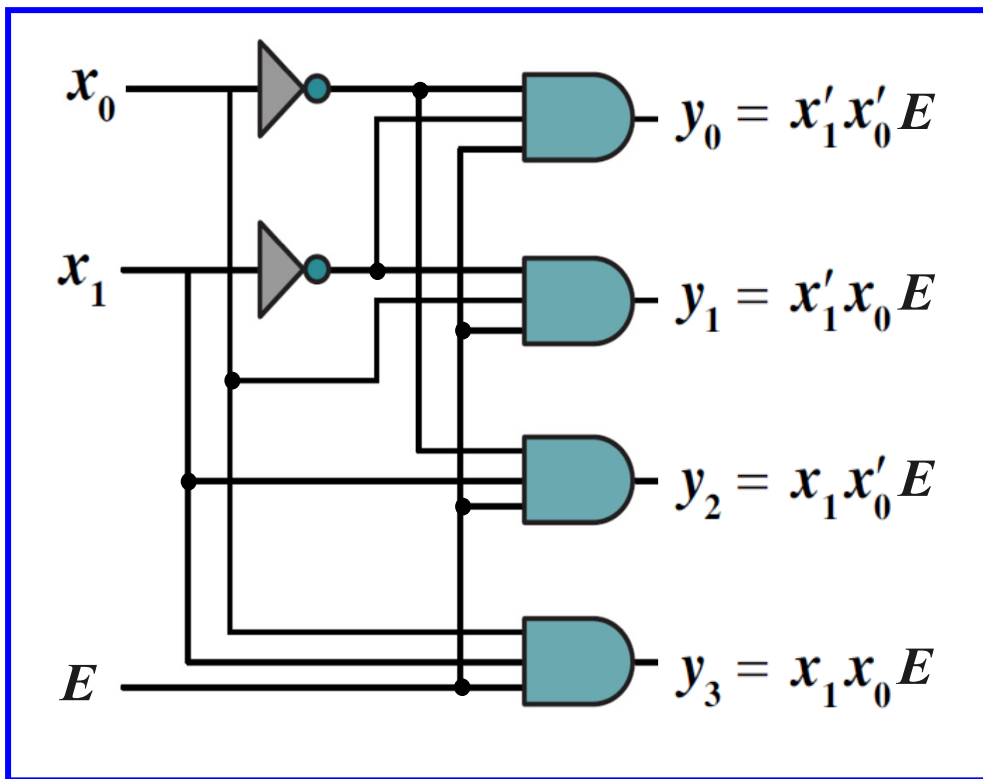 x₀
y₀ = x′₁x′₀E
x₁
y₁ = x′₁x₀E
y₂ = x₁x′₀E
E
y₃ = x₁x₀E